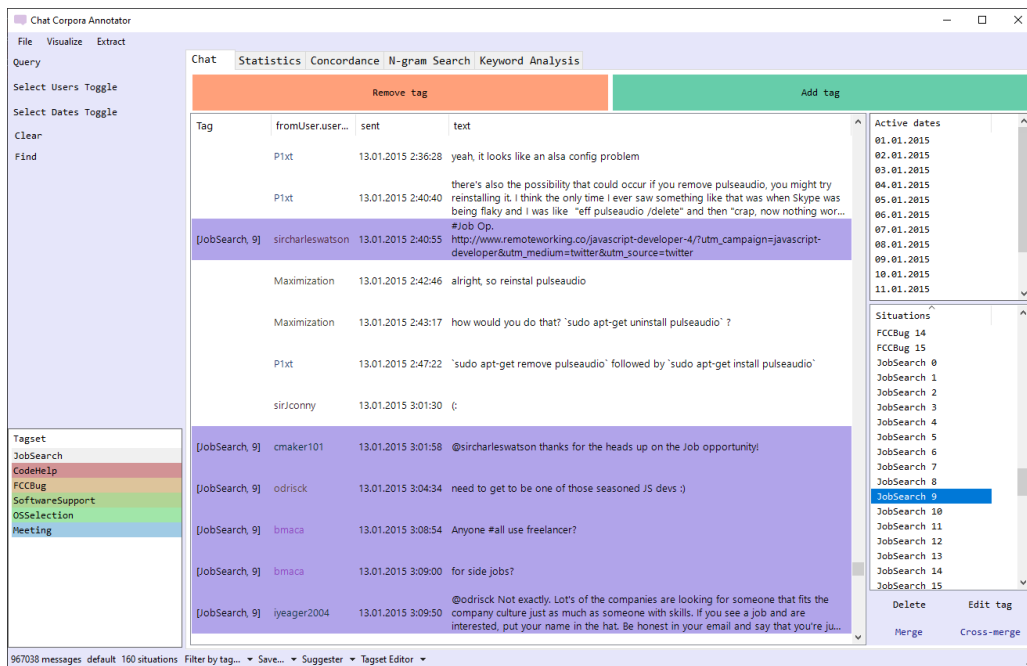 Chat Corpora Annotator
File Visualize Extract
Query
Select Users Toggle
Select Dates Toggle
Clear
Find
Tagset
JobSearch
CodeHelp
FCCBug
SoftwareSupport
OSSelection
Meeting
Chat Statistics Concordance N-gram Search Keyword Analysis
Remove tag Add tag
Tag fromUser.user... sent text
P1xt 13.01.2015 2:36:28 yeah, it looks like an alsa config problem
there's also the possibility that could occur if you remove pulseaudio, you might try
P1xt 13.01.2015 2:40:40 reinstalling it. I think the only time I ever saw something like that was when Skype was
being flaky and I was like "eff pulseaudio /delete" and then "crap, now nothing wor...
#Job Op.
[JobSearch, 9] sircharleswatson 13.01.2015 2:40:55 http://www.remoteworking.co/javascript-developer-4/?utm_campaign=javascript-
developer&utm_medium=twitter&utm_source=twitter
Maximization 13.01.2015 2:42:46 alright, so reinstal pulseaudio
Maximization 13.01.2015 2:43:17 how would you do that? `sudo apt-get uninstall pulseaudio` ?
P1xt 13.01.2015 2:47:22 `sudo apt-get remove pulseaudio` followed by `sudo apt-get install pulseaudio`
sirJconny 13.01.2015 3:01:30 (:
[JobSearch, 9] cmaker101 13.01.2015 3:01:58 @sircharleswatson thanks for the heads up on the Job opportunity!
[JobSearch, 9] odrisck 13.01.2015 3:04:34 need to get to be one of those seasoned JS devs :)
[JobSearch, 9] bmaca 13.01.2015 3:08:54 Anyone #all use freelancer?
[JobSearch, 9] bmaca 13.01.2015 3:09:00 for side jobs?
@odrisck Not exactly. Lot's of the companies are looking for someone that fits the
[JobSearch, 9] iyeager2004 13.01.2015 3:09:50 company culture just as much as someone with skills. If you see a job and are
interested, put your name in the hat. Be honest in your email and say that you're ju...
Active dates
01.01.2015
02.01.2015
03.01.2015
04.01.2015
05.01.2015
06.01.2015
07.01.2015
08.01.2015
09.01.2015
10.01.2015
11.01.2015
Situations
FCCBug 14
FCCBug 15
JobSearch 0
JobSearch 1
JobSearch 2
JobSearch 3
JobSearch 4
JobSearch 5
JobSearch 6
JobSearch 7
JobSearch 8
JobSearch 9
JobSearch 10
JobSearch 11
JobSearch 12
JobSearch 13
JobSearch 14
JobSearch 15
Delete Edit tag
Merge Cross-merge
967038 messages default 160 situations Filter by tag... Save... Suggester Tagset Editor